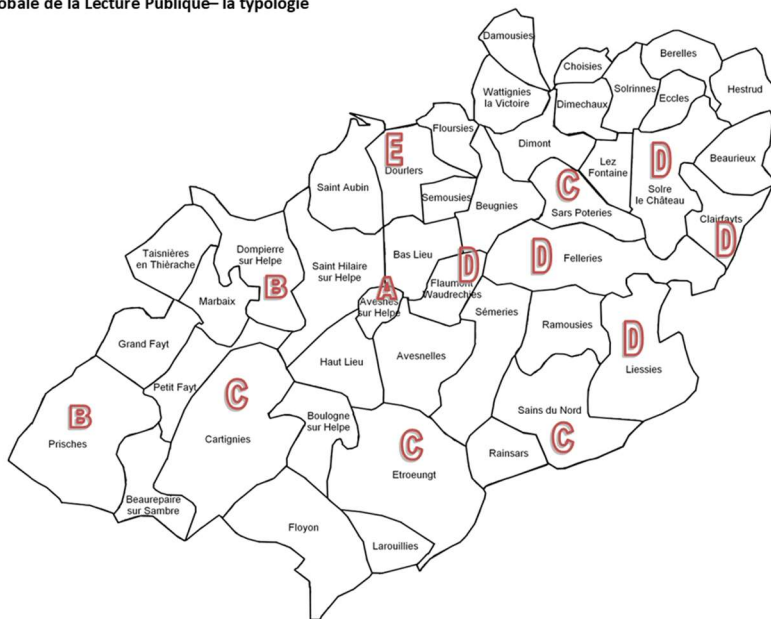 obale de la Lecture Publique– la typologie
Damousies
Choisies
Berelles
Wattignies
la Victoire
Dimechaux
Solrinnes
Eccles
Hestrud
Floursies
Dimont
E
Dourlers
Lez
Fontaine
D
Solre
le Château
Beaurieux
Saint Aubin
Semousies
Beugnies
C
Sars Poteries
Clairfayts
D
Taisnières
en Thiérache
Dompierre
sur Helpe
B
Saint Hilaire
sur Helpe
Bas Lieu
D
Flaumont
Waudrechies
D
Felleries
Marbaix
A
Avesnes
sur Helpe
Sémeries
Ramousies
Grand Fayt
Haut Lieu
Avesnelles
D
Liessies
Petit Fayt
C
Cartignies
B
Prisches
Boulogne
sur Helpe
Sains du Nord
C
C
Etroeungt
Rainsars
Beaurepaire
sur Sambre
Floyon
Larouillies